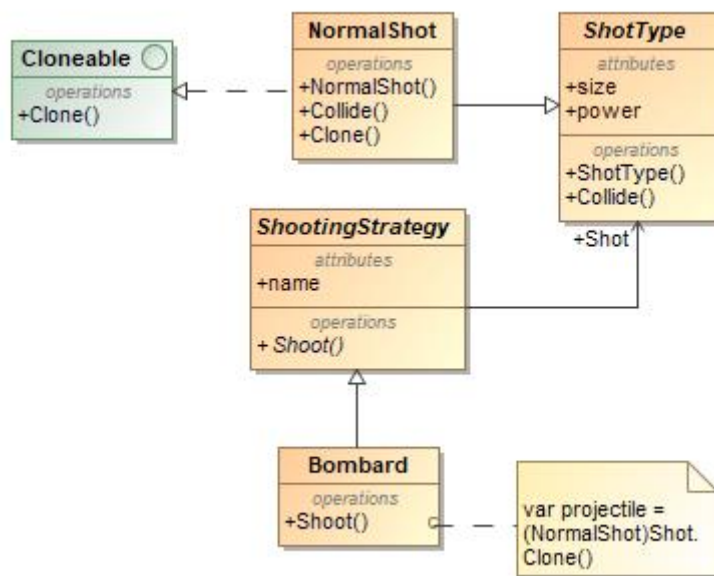 Cloneable
operations
+Clone()
NormalShot
operations
+NormalShot()
+Collide()
+Clone()
ShotType
attributes
+size
+power
operations
+ShotType()
+Collide()
+Shot
ShootingStrategy
attributes
+name
operations
+ Shoot()
Bombard
operations
+Shoot()
var projectile =
(NormalShot)Shot.
Clone()